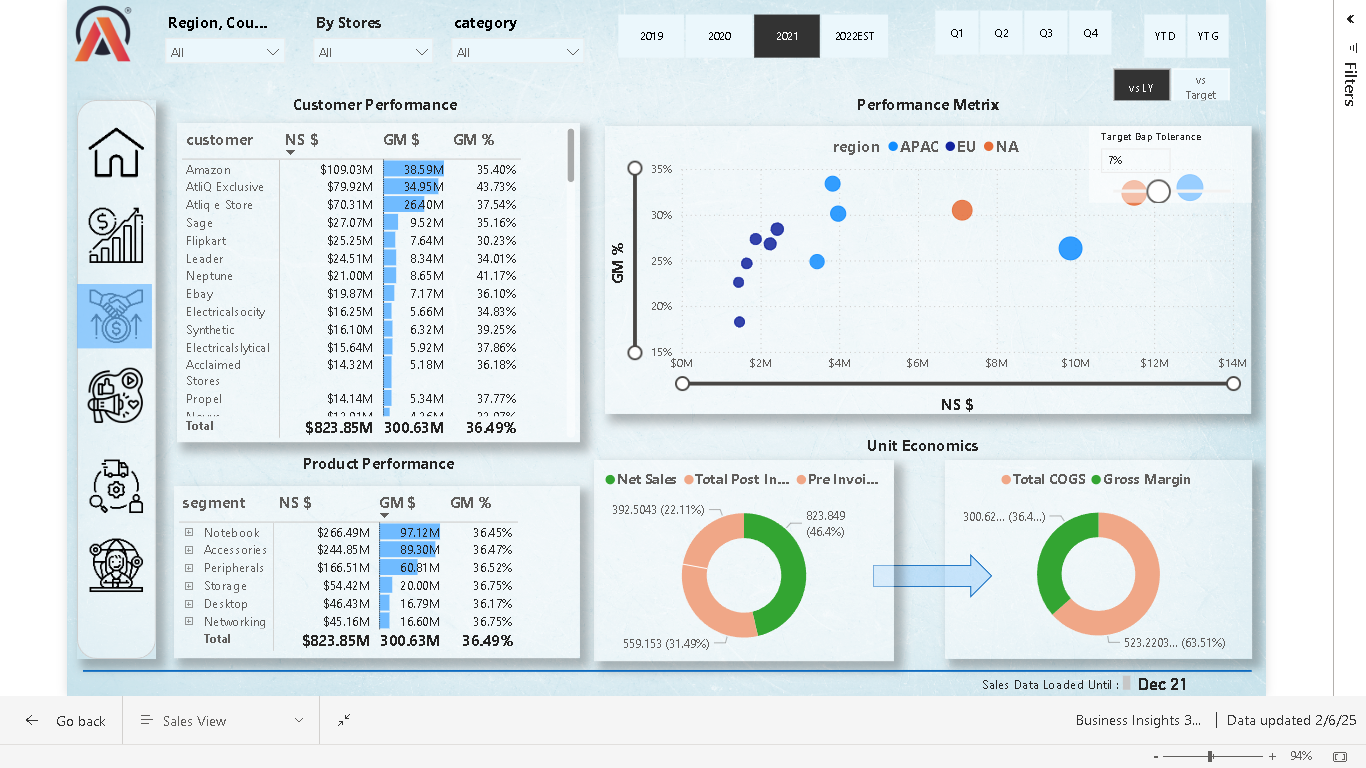 Region, Cou...
By Stores
category
All
All
All
2019
2020
2021
2022EST
Q1
Q2
Q3
Q4
YTD
YTG
vs LY
vs
Target
Filters
Customer Performance
customer NS $ GM $ GM %
Amazon $109.03M 38.59M 35.40%
AtliQ Exclusive $79.92M 34.95M 43.73%
Atliq e Store $70.31M 26.40M 37.54%
Sage $27.07M 9.52M 35.16%
Flipkart $25.25M 7.64M 30.23%
Leader $24.51M 8.34M 34.01%
Neptune $21.00M 8.65M 41.17%
Ebay $19.87M 7.17M 36.10%
Electricalsocity $16.25M 5.66M 34.83%
Synthetic $16.10M 6.32M 39.25%
Electricalslytical $15.64M 5.92M 37.86%
Acclaimed $14.32M 5.18M 36.18%
Stores
Propel $14.14M 5.34M 37.77%
Total $823.85M 300.63M 36.49%
Performance Metrix
region APAC EU NA
Target Bap Tolerance
7%
GM %
35%
30%
25%
20%
15%
$0M $2M $4M $6M $8M $10M $12M $14M
NS $
Product Performance
segment NS $ GM $ GM %
Notebook $266.49M 97.12M 36.45%
Accessories $244.85M 89.30M 36.47%
Peripherals $166.51M 60.81M 36.52%
Storage $54.42M 20.00M 36.75%
Desktop $46.43M 16.79M 36.17%
Networking $45.16M 16.60M 36.75%
Total $823.85M 300.63M 36.49%
Unit Economics
Net Sales Total Post In... Pre Invoi...
392.5043 (22.11%)
823.849
(46.4%)
559.153 (31.49%)
Total COGS Gross Margin
300.62... (36.4...)
523.2203... (63.51%)
Sales Data Loaded Until : Dec 21
Go back
Sales View
Business Insights 3... | Data updated 2/6/25
- + 94%